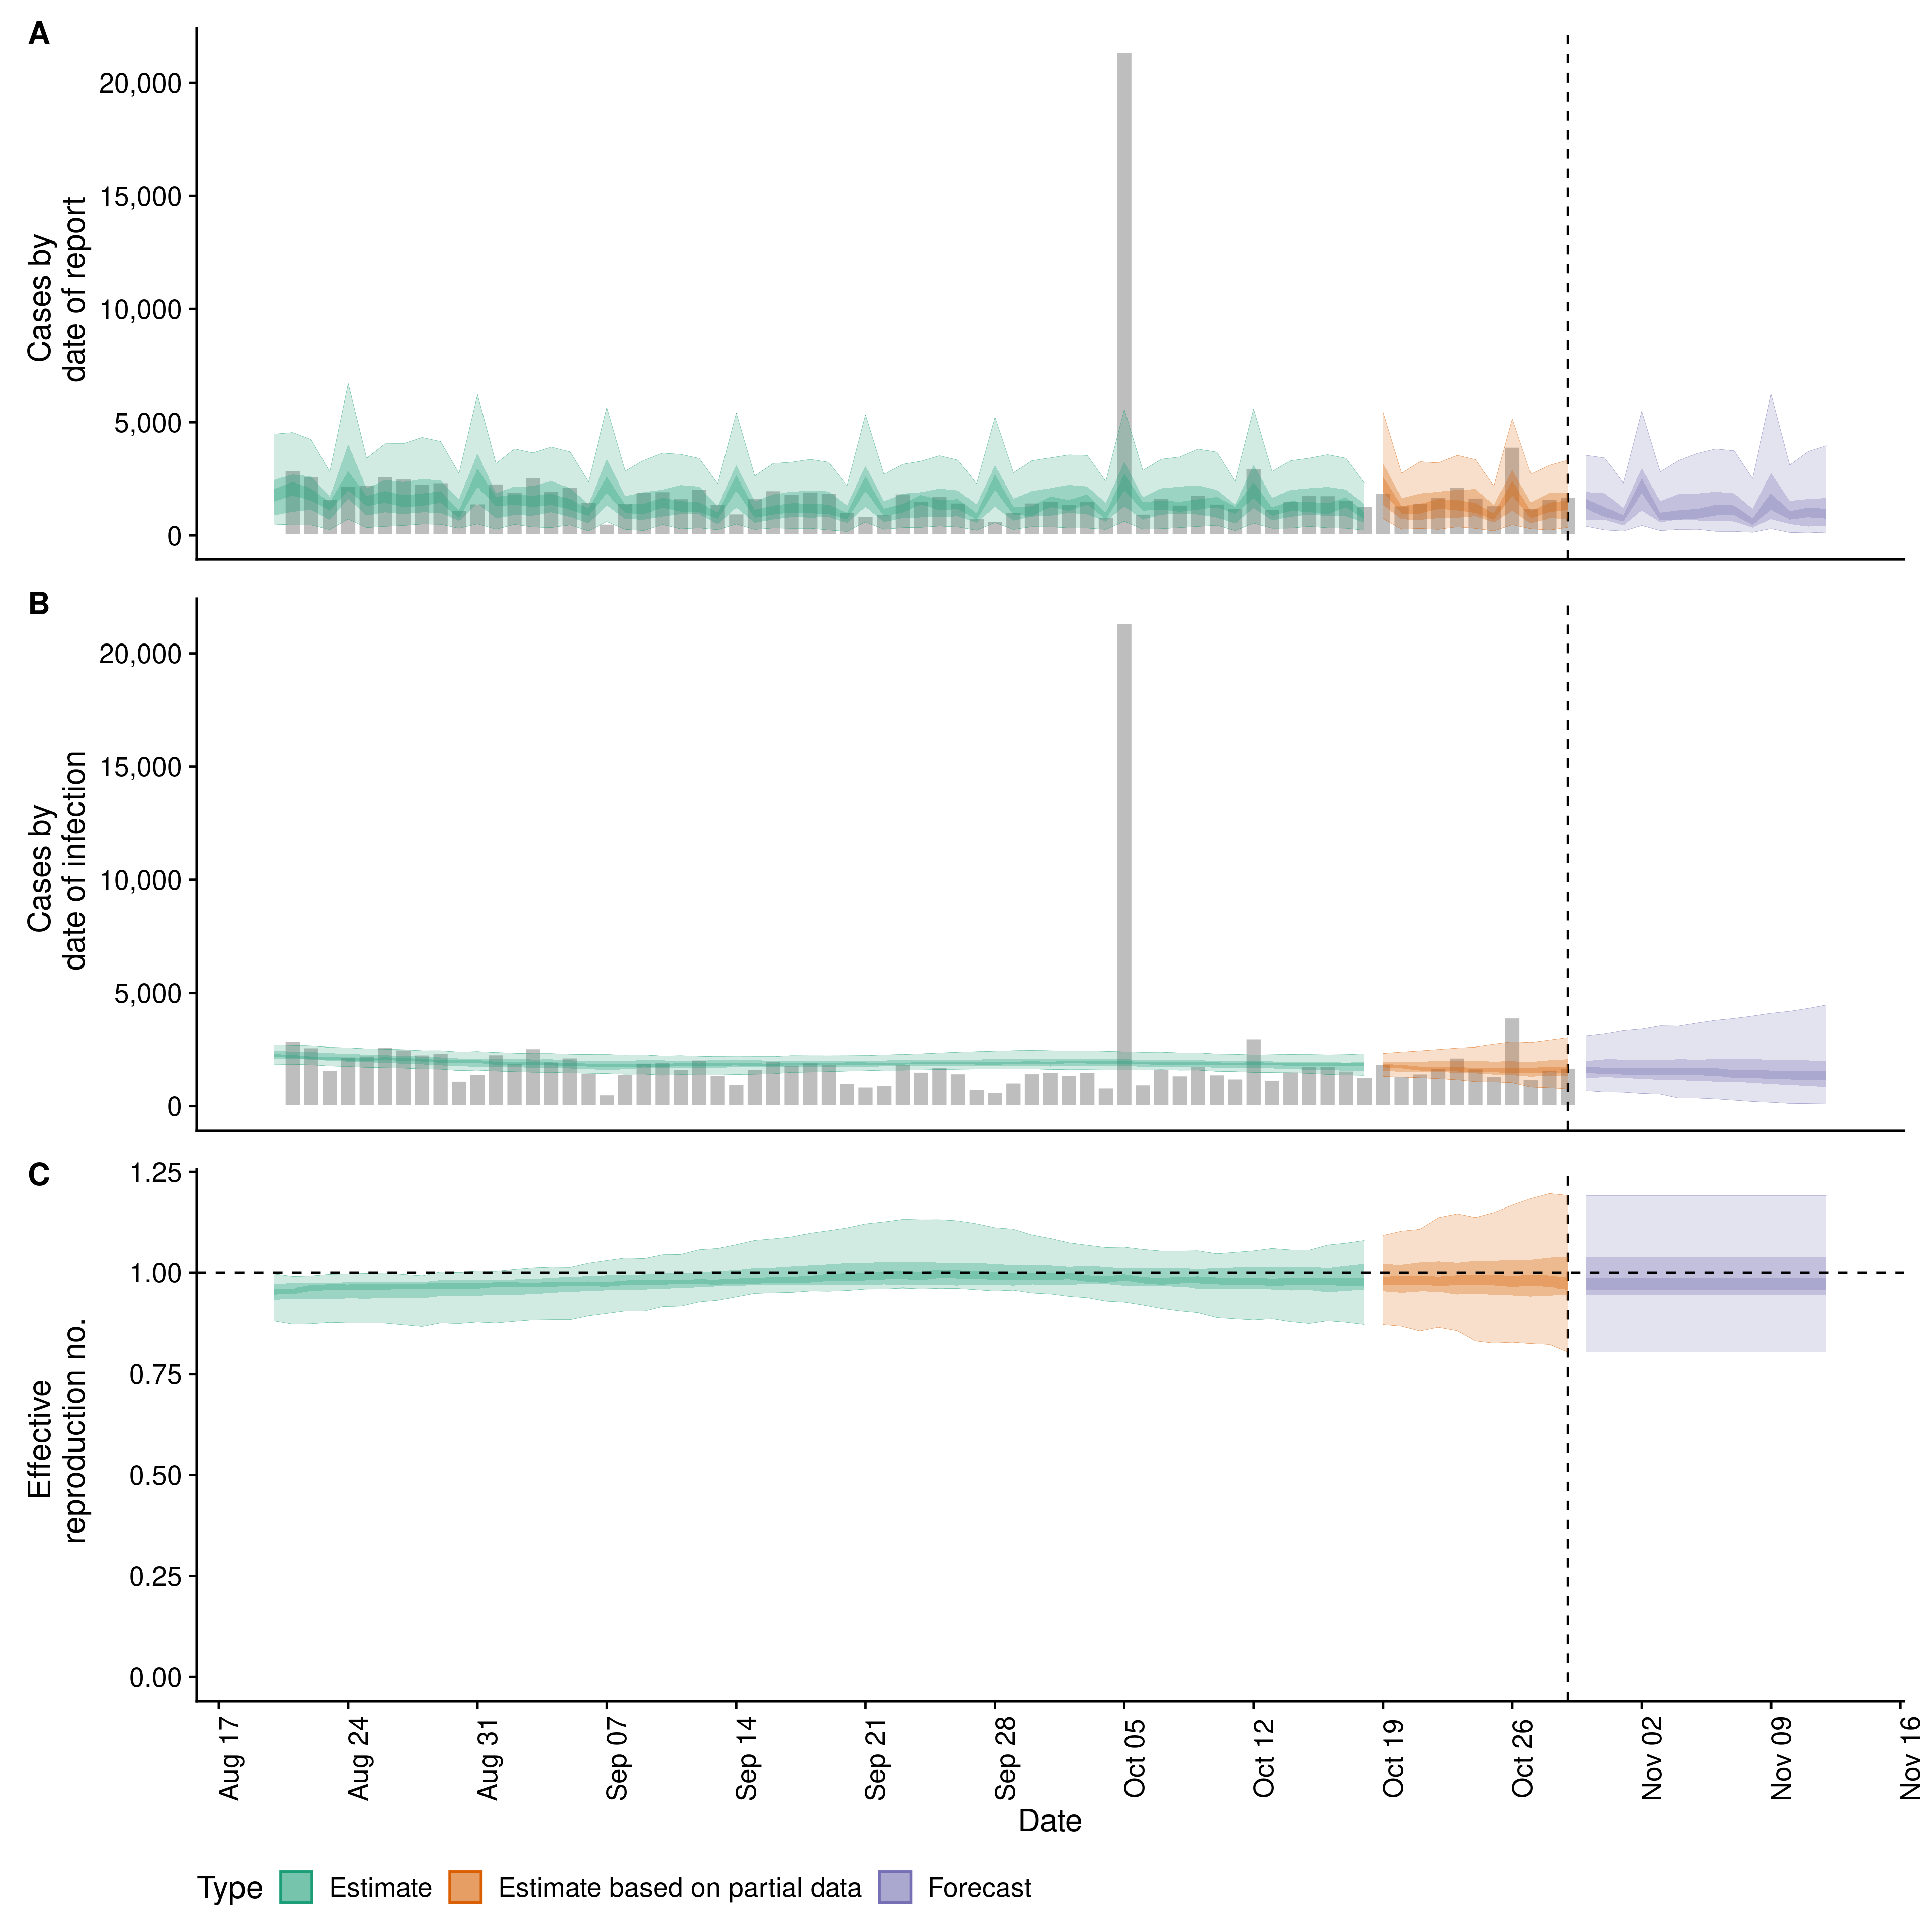 A
20,000
15,000
10,000
5,000
0
Cases by
date of report
B
20,000
15,000
10,000
5,000
0
Cases by
date of infection
C
1.25
1.00
0.75
0.50
0.25
0.00
Effective
reproduction no.
Aug 17
Aug 24
Aug 31
Sep 07
Sep 14
Sep 21
Sep 28
Oct 05
Oct 12
Oct 19
Oct 26
Nov 02
Nov 09
Nov 16
Date
Type Estimate Estimate based on partial data Forecast